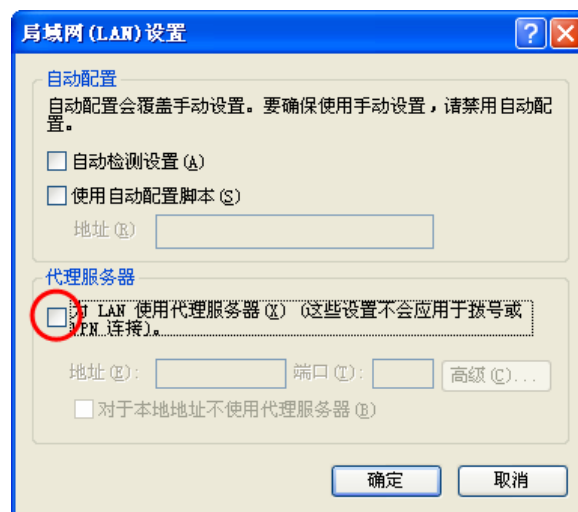 局域网(LAN)设置
自动配置
自动配置会覆盖手动设置。要确保使用手动设置，请禁用自动配
置。
自动检测设置(A)
使用自动配置脚本(S)
地址(R)
代理服务器
为 LAN 使用代理服务器(X) (这些设置不会应用于拨号或
VPN 连接)。
地址(E): 端口(T): 高级(C)...
对于本地地址不使用代理服务器(B)
确定 取消